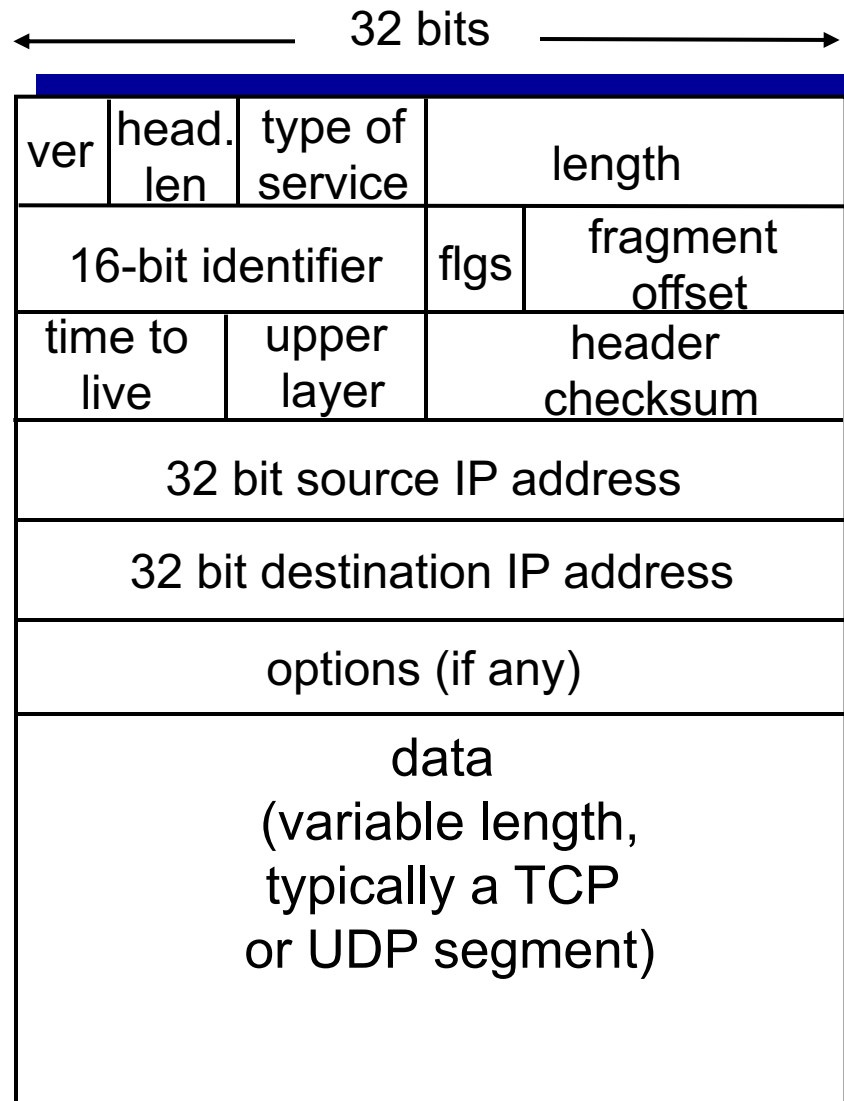 32 bits
ver
head.
len
type of
service
length
16-bit identifier
flgs
fragment
offset
time to
live
upper
layer
header
checksum
32 bit source IP address
32 bit destination IP address
options (if any)
data
(variable length,
typically a TCP
or UDP segment)